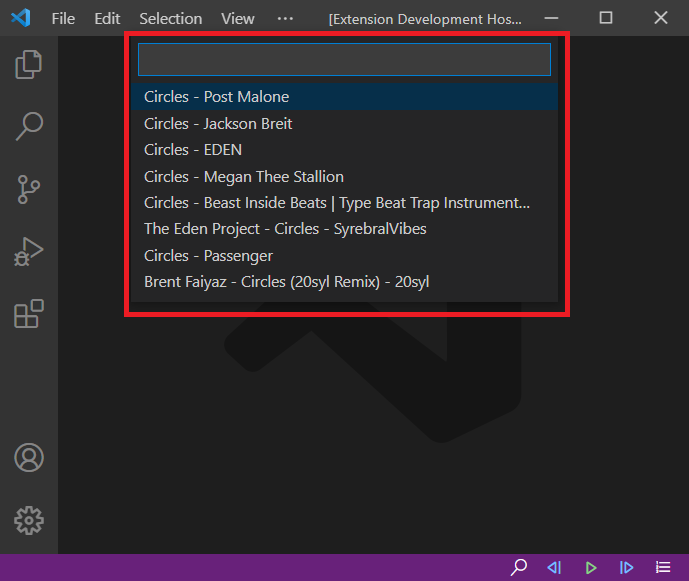 File Edit Selection View ··· [Extension Development Hos...
Circles - Post Malone
Circles - Jackson Breit
Circles - EDEN
Circles - Megan Thee Stallion
Circles - Beast Inside Beats | Type Beat Trap Instrument...
The Eden Project - Circles - SyrebralVibes
Circles - Passenger
Brent Faiyaz - Circles (20syl Remix) - 20syl